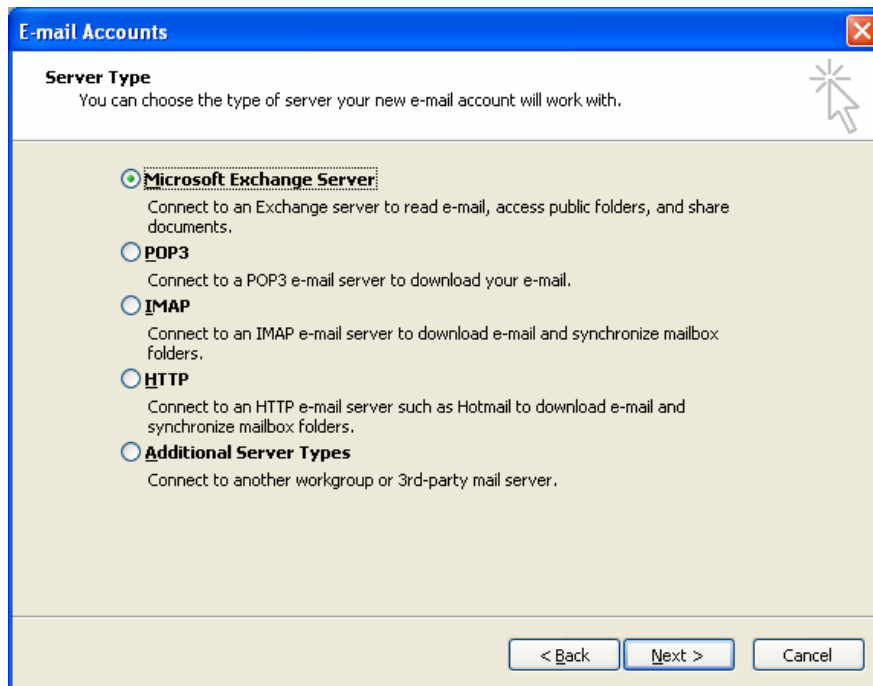 E-mail Accounts
Server Type
You can choose the type of server your new e-mail account will work with.
Microsoft Exchange Server
Connect to an Exchange server to read e-mail, access public folders, and share
documents.
POP3
Connect to a POP3 e-mail server to download your e-mail.
IMAP
Connect to an IMAP e-mail server to download e-mail and synchronize mailbox
folders.
HTTP
Connect to an HTTP e-mail server such as Hotmail to download e-mail and
synchronize mailbox folders.
Additional Server Types
Connect to another workgroup or 3rd-party mail server.
< Back Next > Cancel